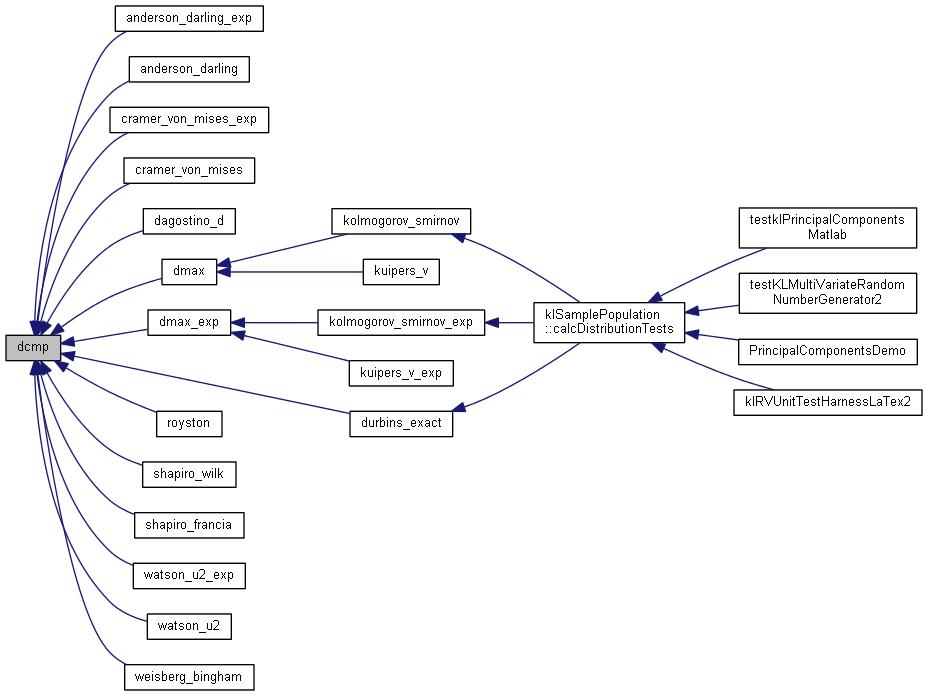 dcmp
anderson_darling_exp
anderson_darling
cramer_von_mises_exp
cramer_von_mises
dagostino_d
dmax
dmax_exp
durbins_exact
royston
shapiro_wilk
shapiro_francia
watson_u2_exp
watson_u2
weisberg_bingham
kolmogorov_smirnov
kuipers_v
kolmogorov_smirnov_exp
kuipers_v_exp
klSamplePopulation
::calcDistributionTests
testklPrincipalComponents
Matlab
testKLMultiVariateRandom
NumberGenerator2
PrincipalComponentsDemo
klRVUnitTestHarnessLaTex2